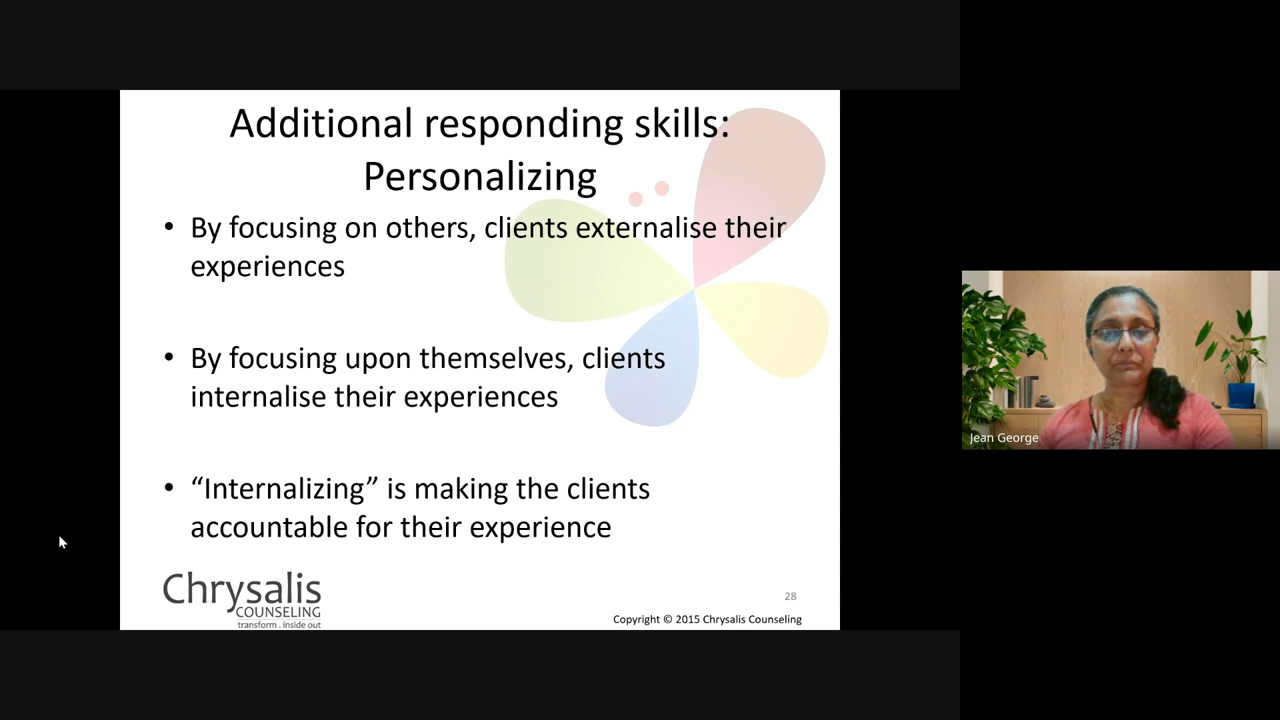 Additional responding skills:
Personalizing
• By focusing on others, clients externalise their
experiences
• By focusing upon themselves, clients
internalise their experiences
• “Internalizing” is making the clients
accountable for their experience
Chrysalis
COUNSELING
transform . inside out
28
Copyright © 2015 Chrysalis Counseling
Jean George